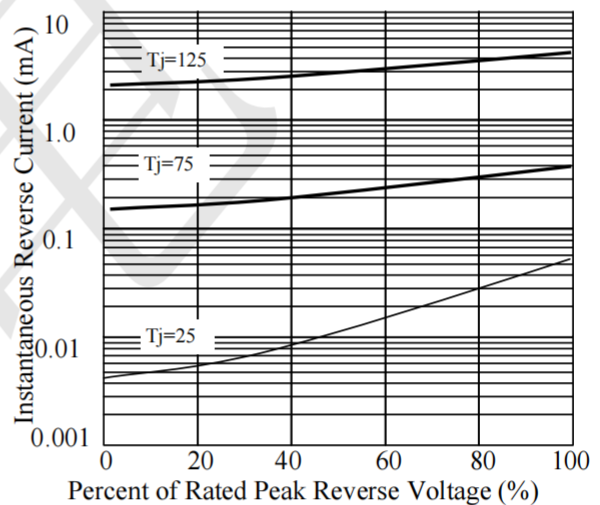 Instantaneous Reverse Current (mA)
10
Tj=125
1.0
Tj=75
0.1
Tj=25
0.01
0.001
0 20 40 60 80 100
Percent of Rated Peak Reverse Voltage (%)